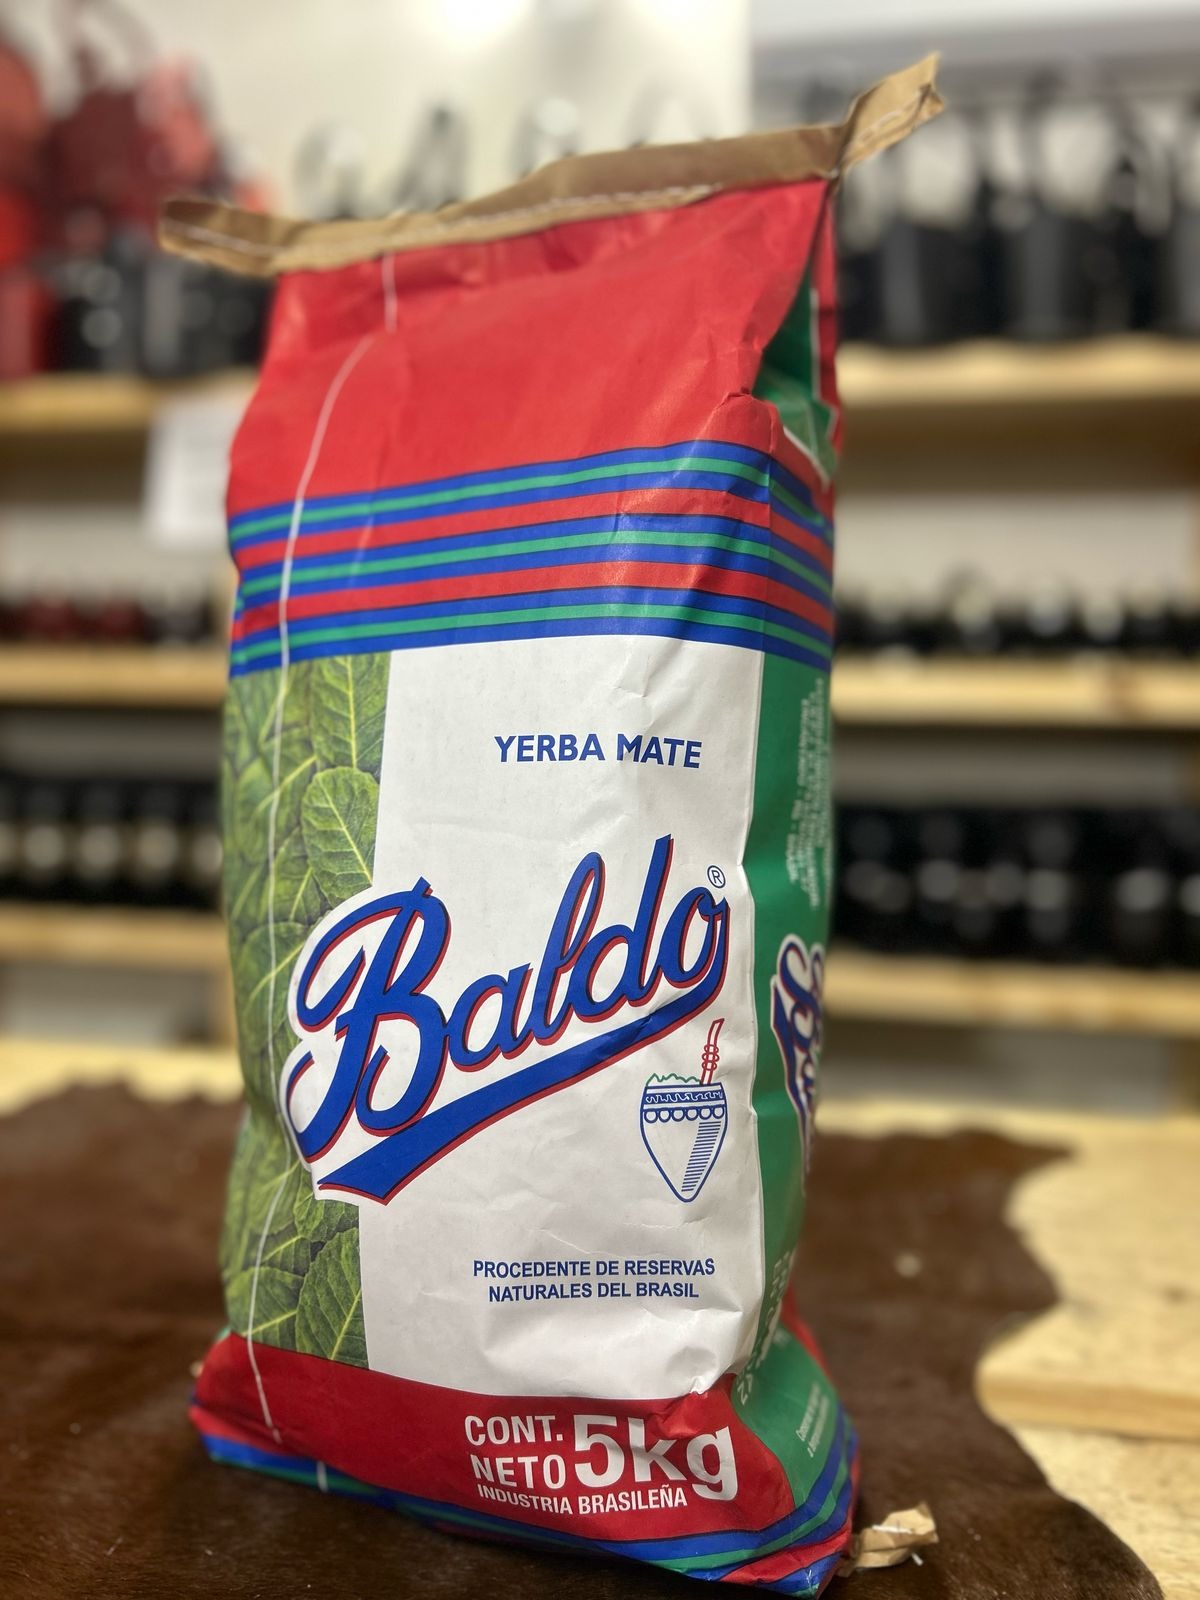 YERBA MATE
Baldo®
PROCEDENTE DE RESERVAS
NATURALES DEL BRASIL
CONT.
NETO 5kg
INDUSTRIA BRASILEÑA